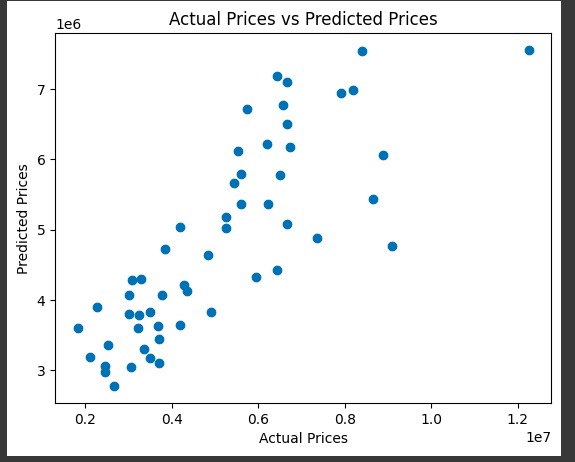 Actual Prices vs Predicted Prices
1e6
7
6
5
4
3
Predicted Prices
0.2 0.4 0.6 0.8 1.0 1.2
1e7
Actual Prices